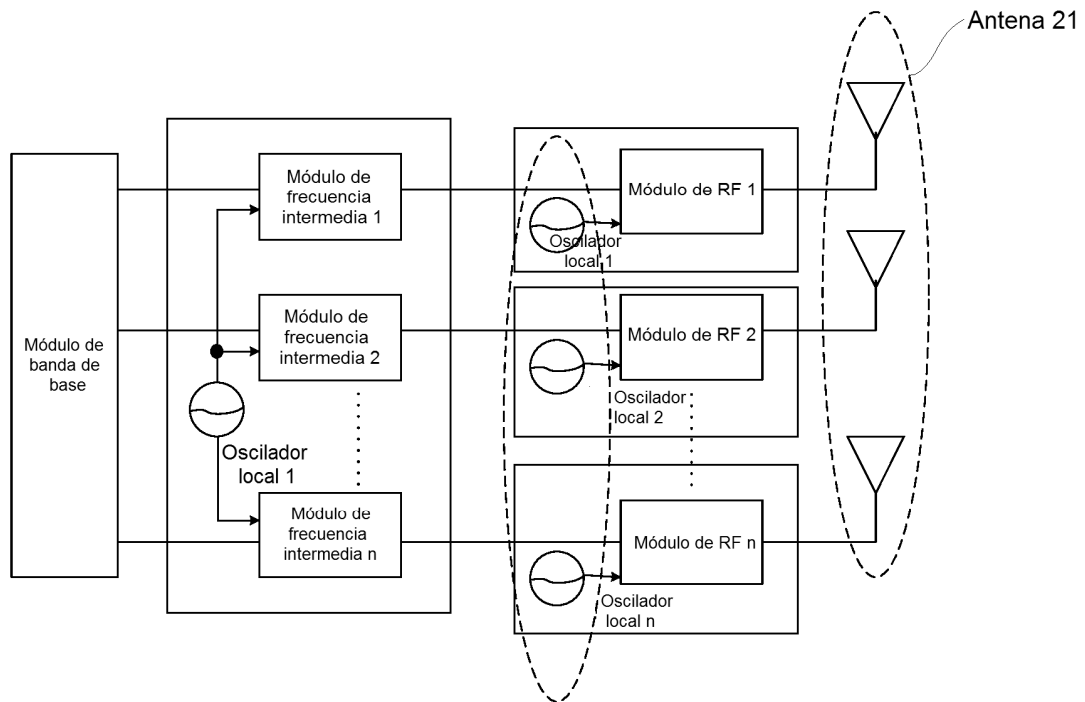 Antena 21
Módulo de
banda de
base
Módulo de
frecuencia
intermedia 1
Módulo de
frecuencia
intermedia 2
Oscilador
local 1
Módulo de
frecuencia
intermedia n
Módulo de RF 1
Oscilador
local 1
Módulo de RF 2
Oscilador
local 2
Módulo de RF n
Oscilador
local n